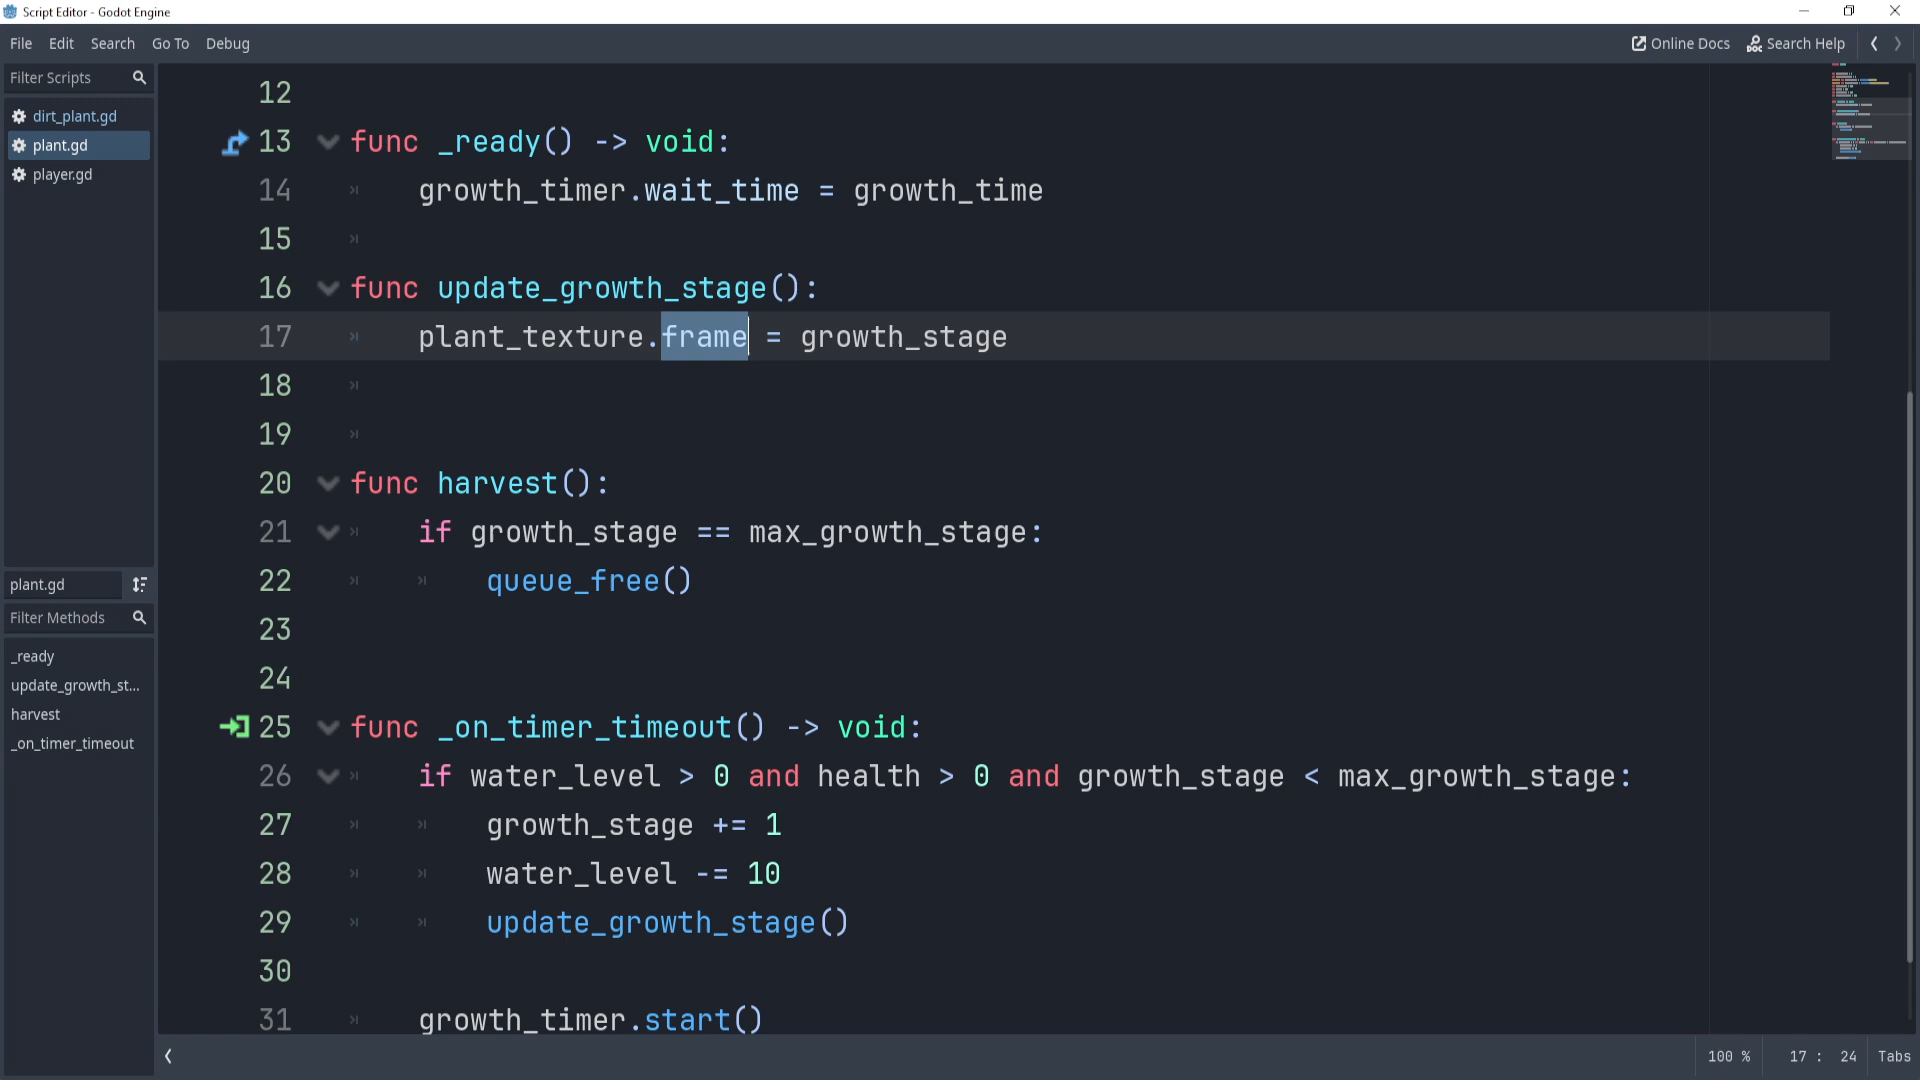 Script Editor - Godot Engine
File Edit Search Go To Debug
Online Docs Search Help
Filter Scripts
dirt_plant.gd
plant.gd
player.gd
plant.gd
Filter Methods
_ready
update_growth_st...
harvest
_on_timer_timeout
12
13 func _ready() -> void:
14 growth_timer.wait_time = growth_time
15
16 func update_growth_stage():
17 plant_texture.frame = growth_stage
18
19
20 func harvest():
21 if growth_stage == max_growth_stage:
22 queue_free()
23
24
25 func _on_timer_timeout() -> void:
26 if water_level > 0 and health > 0 and growth_stage < max_growth_stage:
27 growth_stage += 1
28 water_level -= 10
29 update_growth_stage()
30
31 growth_timer.start()
100 % 17 : 24 Tabs